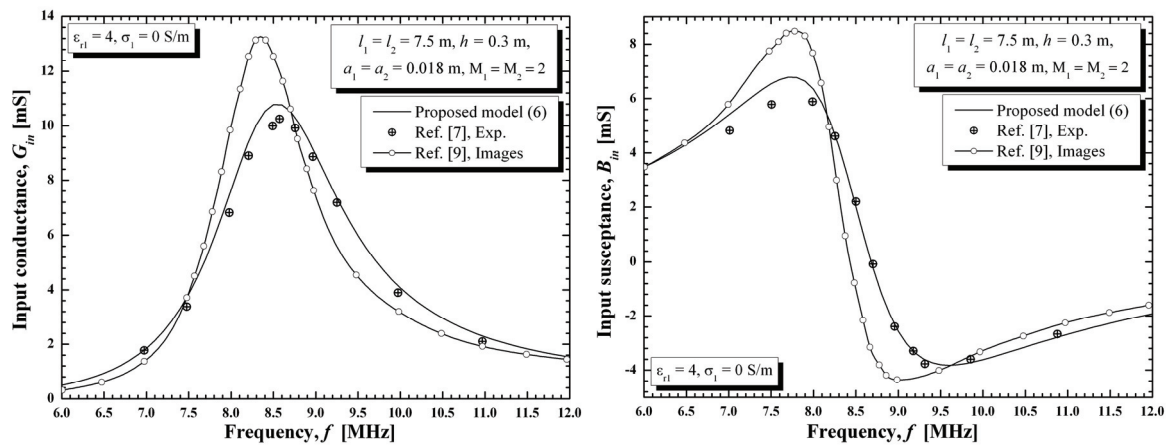 14
12
10
8
6
4
2
0
Input conductance, G_in [mS]
ε_r1 = 4, σ_1 = 0 S/m
l_1 = l_2 = 7.5 m, h = 0.3 m,
a_1 = a_2 = 0.018 m, M_1 = M_2 = 2
Proposed model (6)
Ref. [7], Exp.
Ref. [9], Images
6.0 6.5 7.0 7.5 8.0 8.5 9.0 9.5 10.0 10.5 11.0 11.5 12.0
Frequency, f [MHz]
8
6
4
2
0
-2
-4
Input susceptance, B_in [mS]
l_1 = l_2 = 7.5 m, h = 0.3 m,
a_1 = a_2 = 0.018 m, M_1 = M_2 = 2
Proposed model (6)
Ref. [7], Exp.
Ref. [9], Images
ε_r1 = 4, σ_1 = 0 S/m
6.0 6.5 7.0 7.5 8.0 8.5 9.0 9.5 10.0 10.5 11.0 11.5 12.0
Frequency, f [MHz]